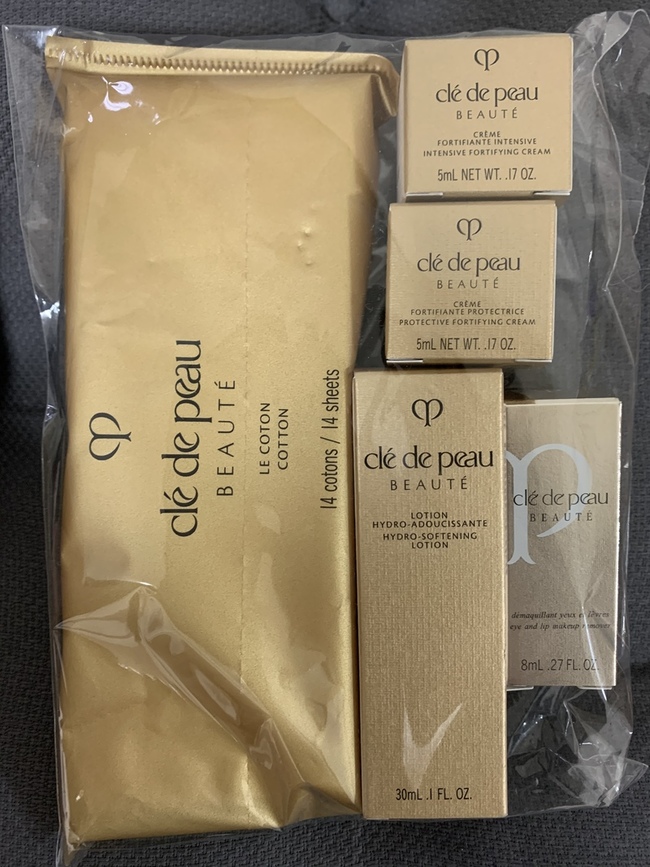 clé de peau
BEAUTÉ
LE COTON
COTTON
14 cotons / 14 sheets
clé de peau
BEAUTÉ
CRÈME
FORTIFIANTE INTENSIVE
INTENSIVE FORTIFYING CREAM
5mL NET WT. .17 OZ.
clé de peau
BEAUTÉ
CRÈME
FORTIFIANTE PROTECTRICE
PROTECTIVE FORTIFYING CREAM
5mL NET WT. .17 OZ.
clé de peau
BEAUTÉ
LOTION
HYDRO-ADOUCISSANTE
HYDRO-SOFTENING
LOTION
30mL .1 FL. OZ.
clé de peau
BEAUTÉ
démaquillant yeux et lèvres
eye and lip makeup remover
8mL .27 FL. OZ.